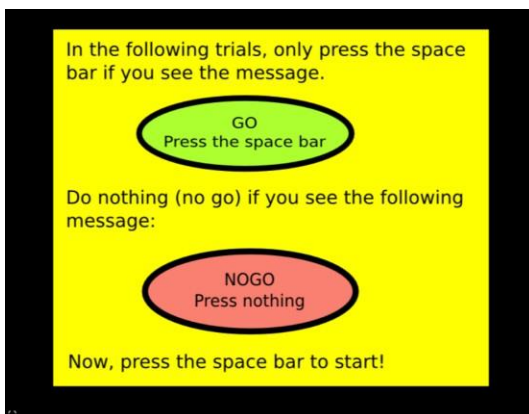 In the following trials, only press the space
bar if you see the message.
GO
Press the space bar
Do nothing (no go) if you see the following
message:
NOGO
Press nothing
Now, press the space bar to start!